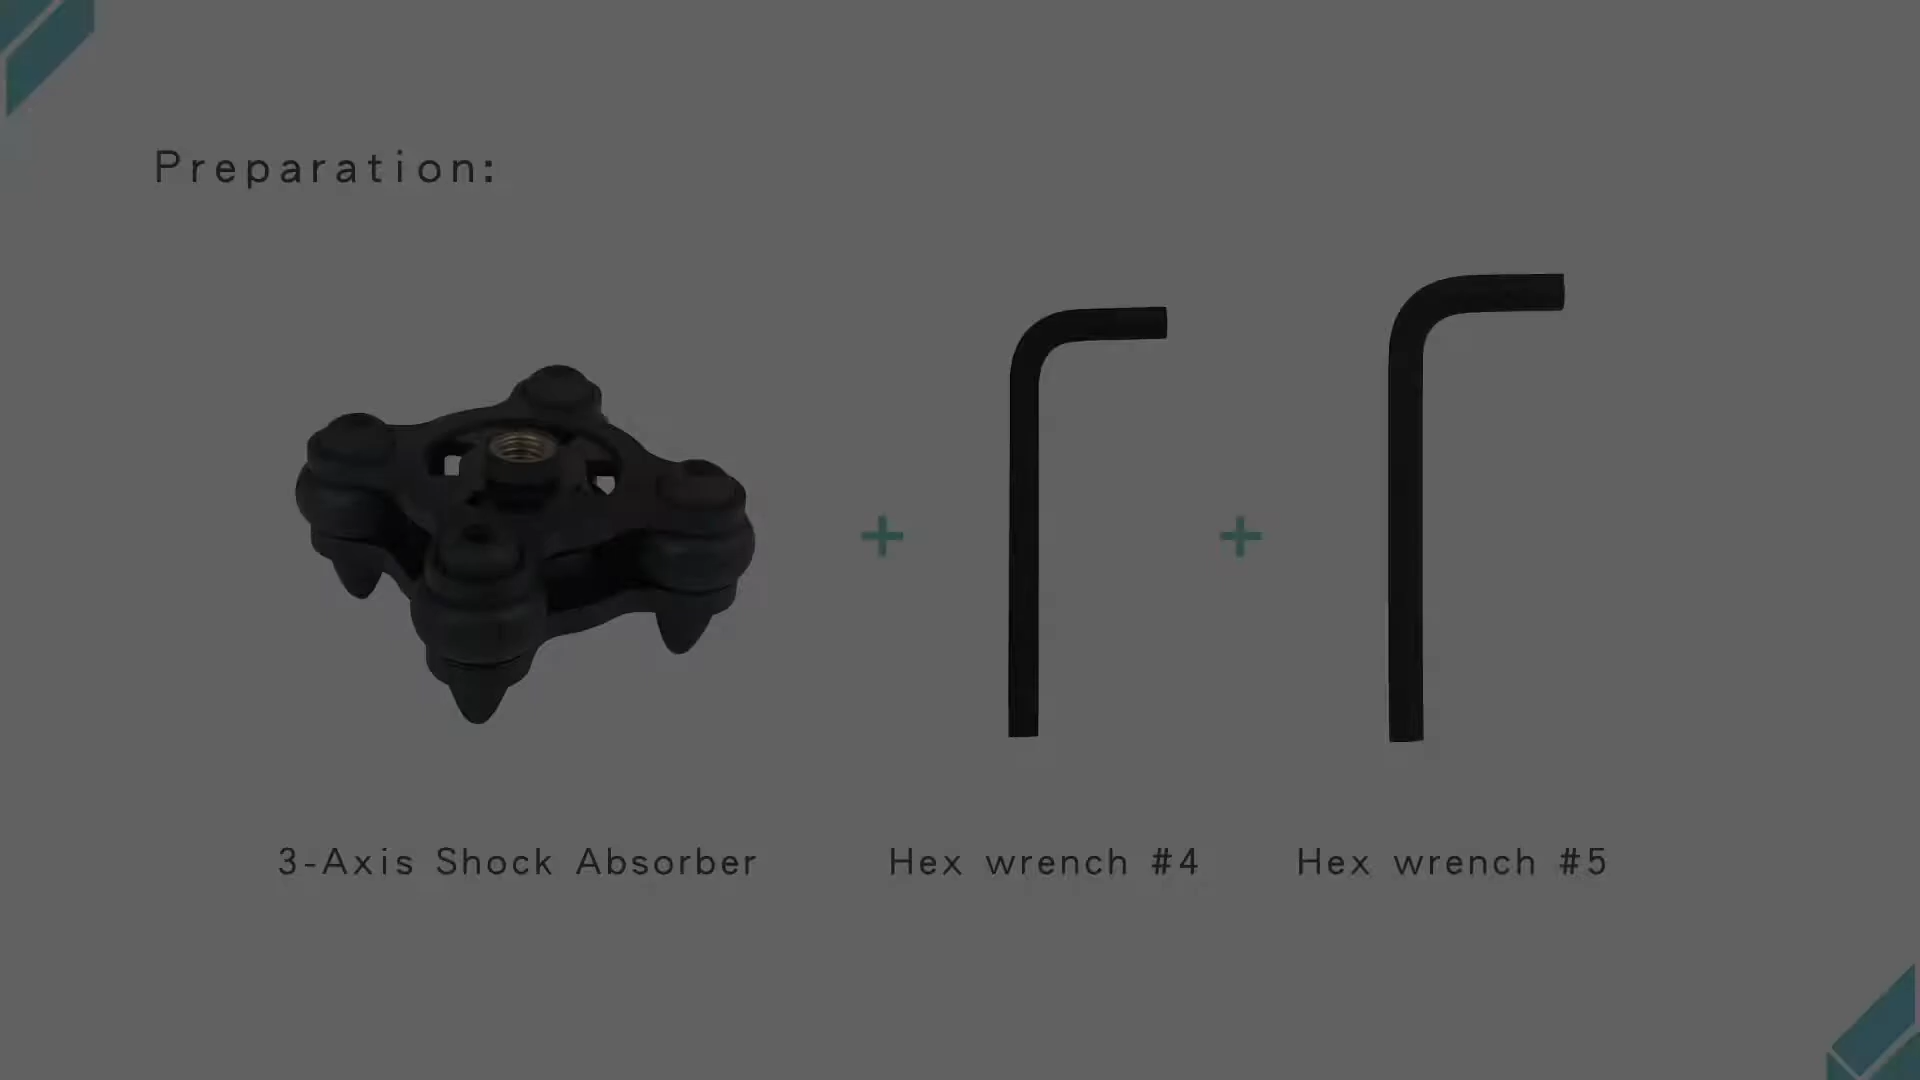 Preparation:
+ +
3-Axis Shock Absorber Hex wrench #4 Hex wrench #5